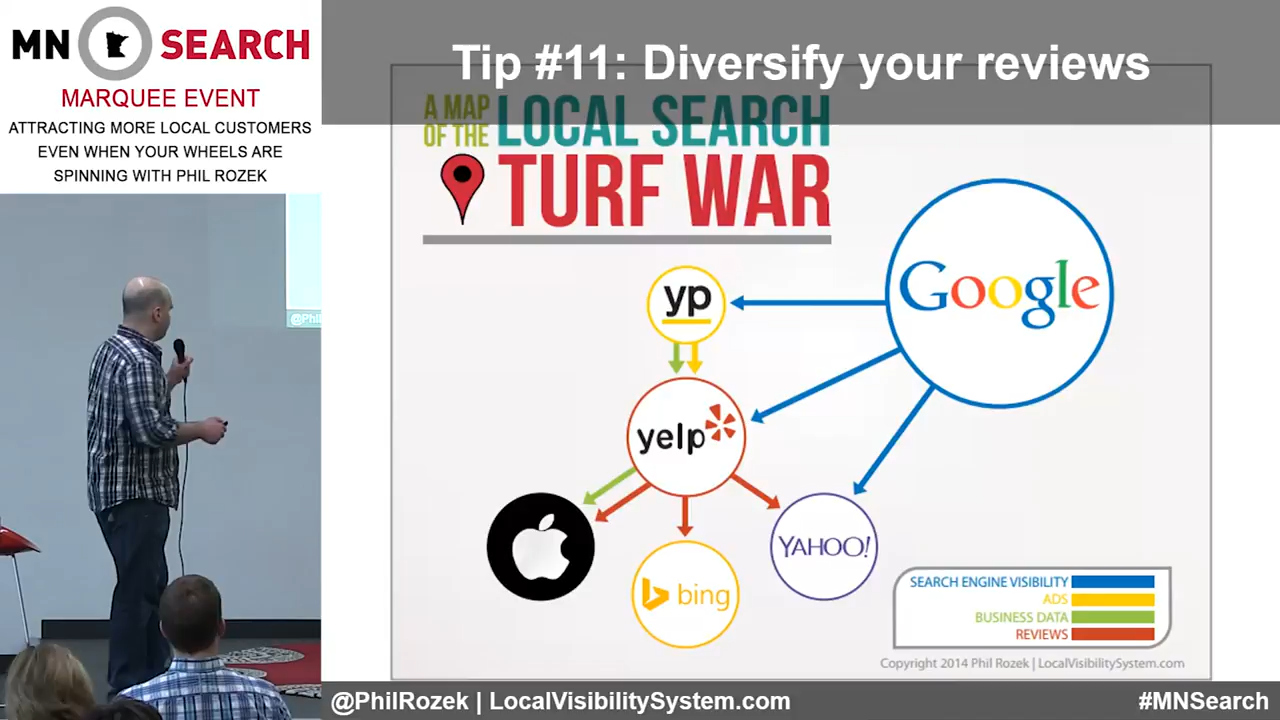 MN SEARCH
MARQUEE EVENT
ATTRACTING MORE LOCAL CUSTOMERS
EVEN WHEN YOUR WHEELS ARE
SPINNING WITH PHIL ROZEK
@Phil
Tip #11: Diversify your reviews
A MAP
OF THE
LOCAL SEARCH
TURF WAR
Google
yp
yelp
YAHOO!
bing
SEARCH ENGINE VISIBILITY
ADS
BUSINESS DATA
REVIEWS
Copyright 2014 Phil Rozek | LocalVisibilitySystem.com
@PhilRozek | LocalVisibilitySystem.com
#MNSearch